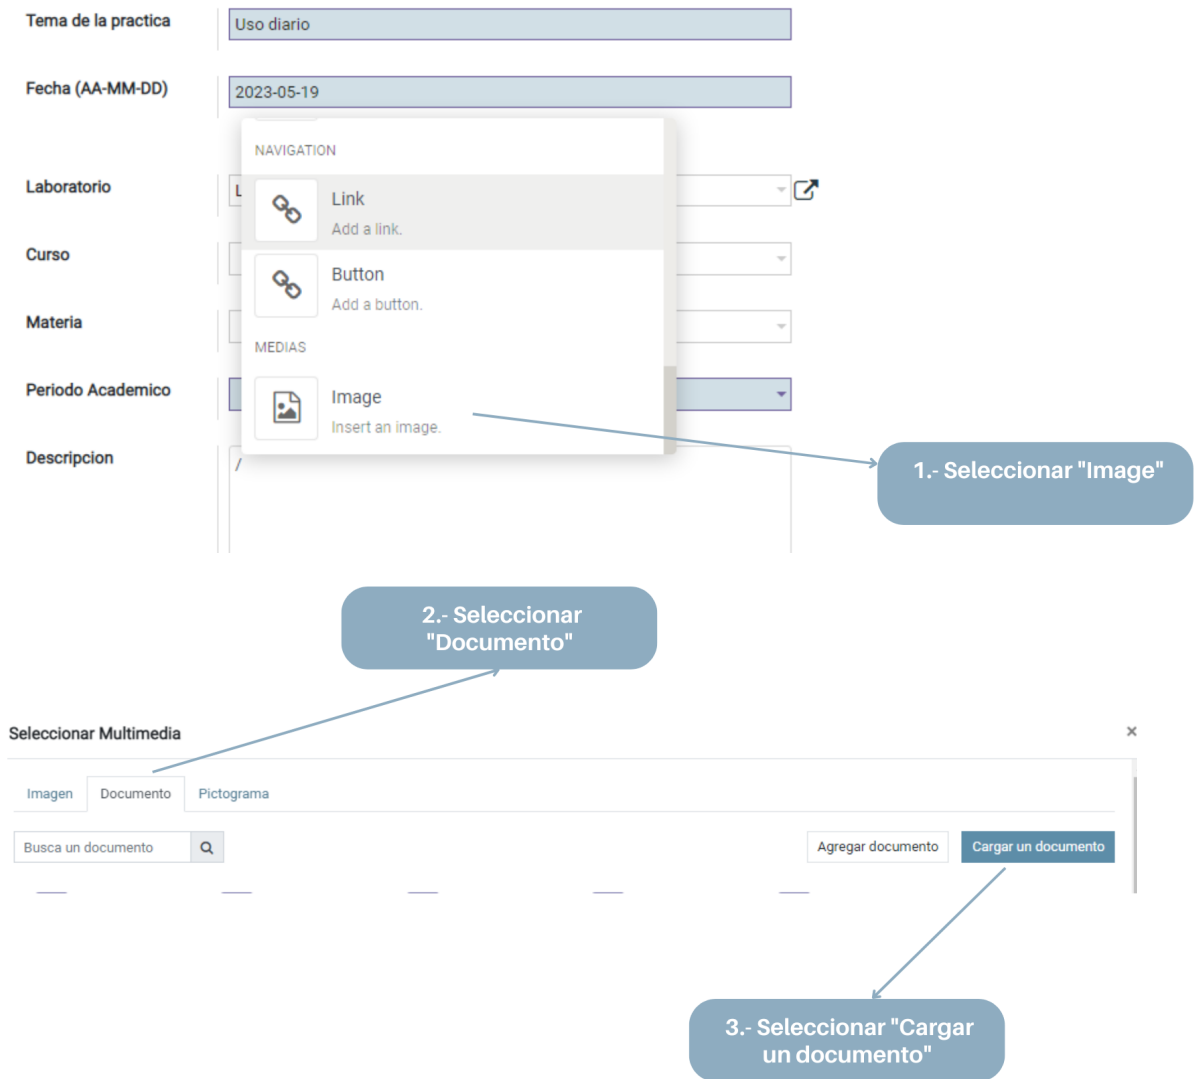 Tema de la practica
Uso diario
Fecha (AA-MM-DD)
2023-05-19
NAVIGATION
Laboratorio
L
Link
Add a link.
Curso
Button
Add a button.
Materia
MEDIAS
Periodo Academico
Image
Insert an image.
Descripcion
/
1.- Seleccionar "Image"
2.- Seleccionar
"Documento"
Seleccionar Multimedia
×
Imagen
Documento
Pictograma
Busca un documento
Agregar documento
Cargar un documento
3.- Seleccionar "Cargar
un documento"